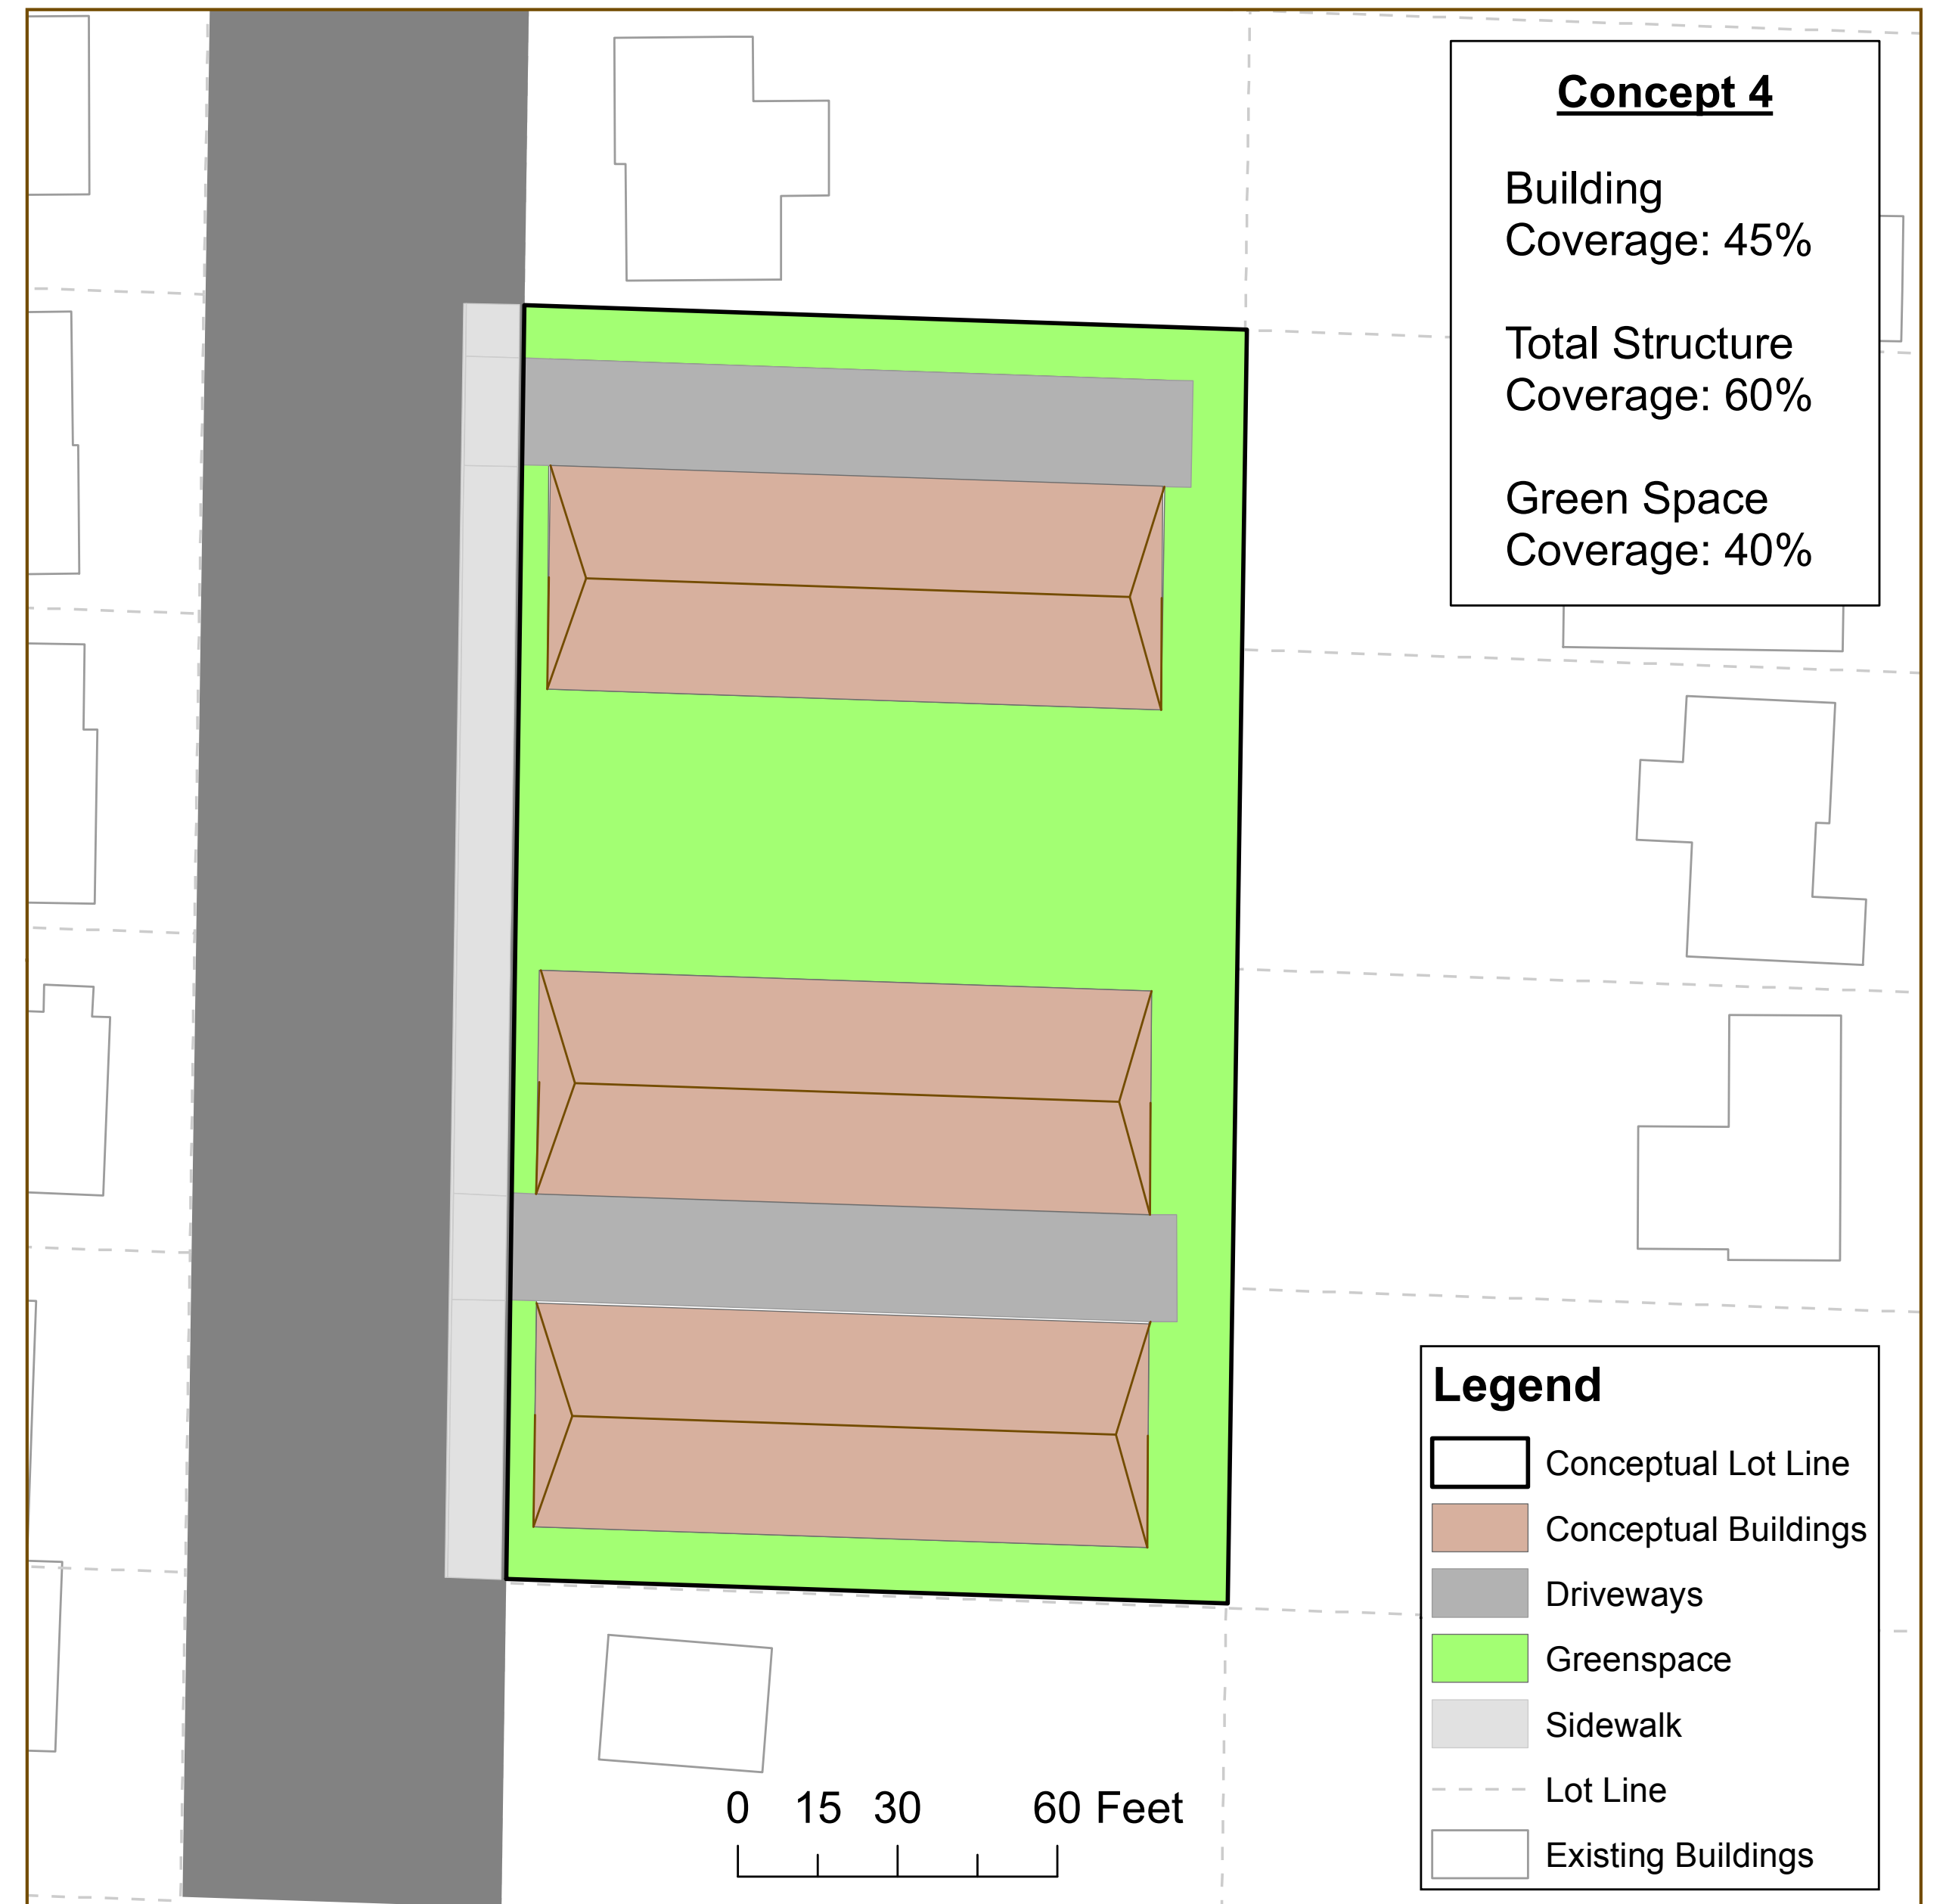 Concept 4
Building
Coverage: 45%
Total Structure
Coverage: 60%
Green Space
Coverage: 40%
Legend
Conceptual Lot Line
Conceptual Buildings
Driveways
Greenspace
Sidewalk
Lot Line
Existing Buildings
0 15 30 60 Feet